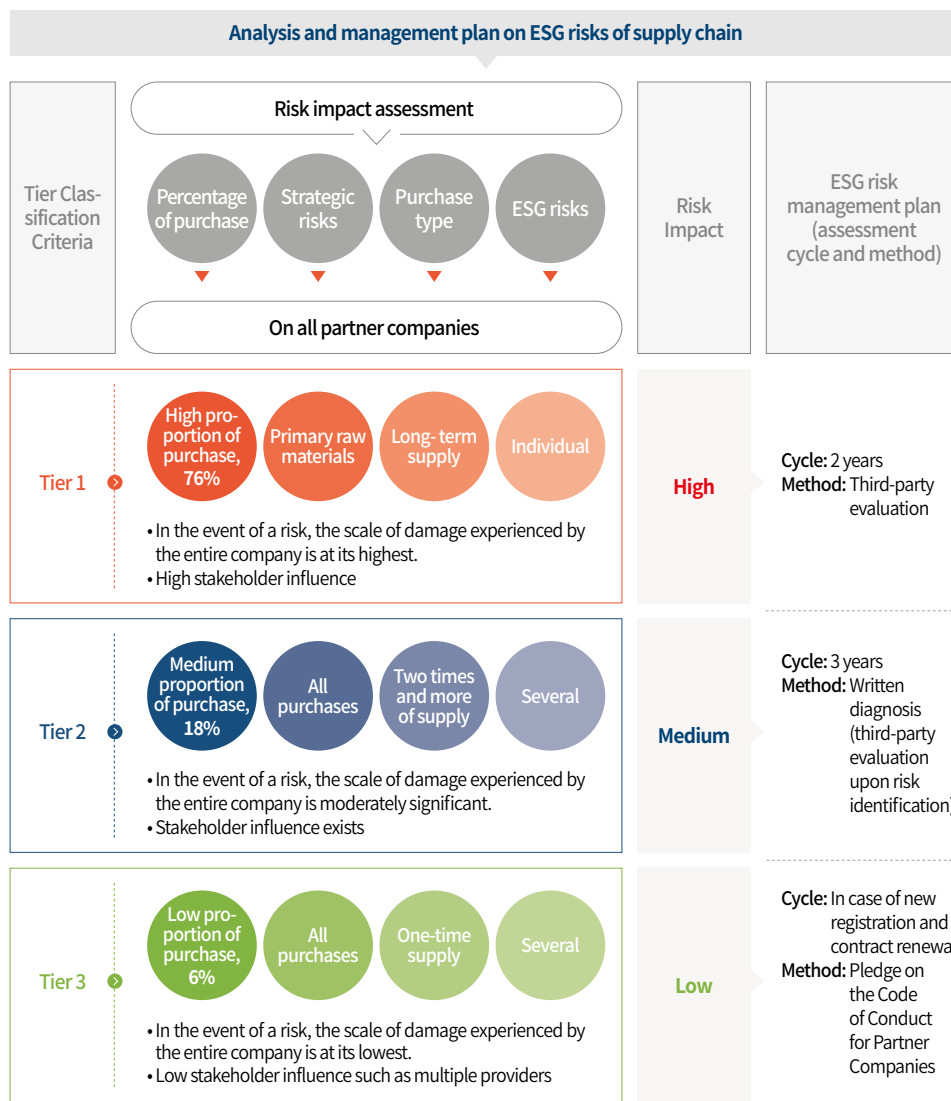 Analysis and management plan on ESG risks of supply chain
Tier Clas-
sification
Criteria
Risk impact assessment
Percentage
of purchase
Strategic
risks
Purchase
type
ESG risks
On all partner companies
Risk
Impact
ESG risk
management plan
(assessment
cycle and method)
Tier 1
High pro-
portion of
purchase,
76%
Primary raw
materials
Long- term
supply
Individual
• In the event of a risk, the scale of damage experienced by
the entire company is at its highest.
• High stakeholder influence
High
Cycle: 2 years
Method: Third-party
evaluation
Tier 2
Medium
proportion
of purchase,
18%
All
purchases
Two times
and more
of supply
Several
• In the event of a risk, the scale of damage experienced by
the entire company is moderately significant.
• Stakeholder influence exists
Medium
Cycle: 3 years
Method: Written
diagnosis
(third-party
evaluation
upon risk
identification)
Tier 3
Low pro-
portion of
purchase,
6%
All
purchases
One-time
supply
Several
• In the event of a risk, the scale of damage experienced by
the entire company is at its lowest.
• Low stakeholder influence such as multiple providers
Low
Cycle: In case of new
registration and
contract renewa
Method: Pledge on
the Code
of Conduct
for Partner
Companies